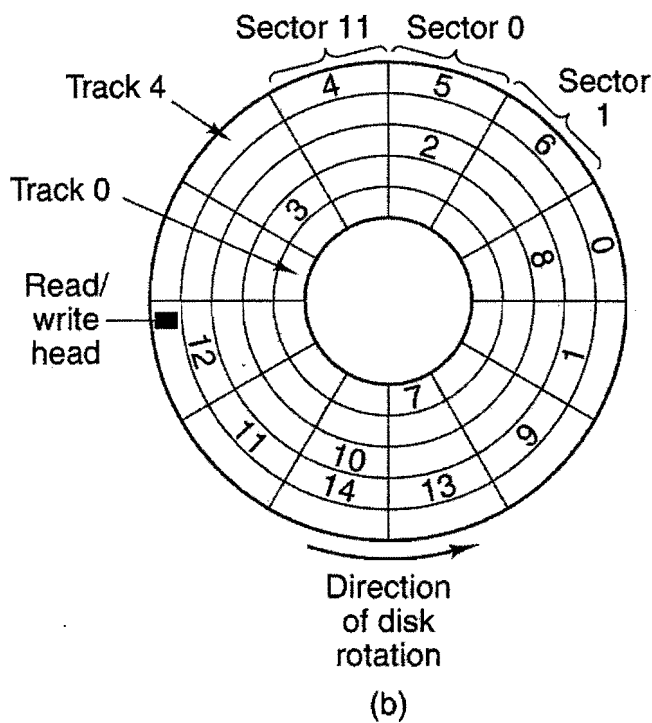 Sector 11 Sector 0
Sector
1
Track 4
4
5
6
2
Track 0
3
0
8
Read/
write
head
12
1
7
11
9
10
14
13
Direction
of disk
rotation
(b)